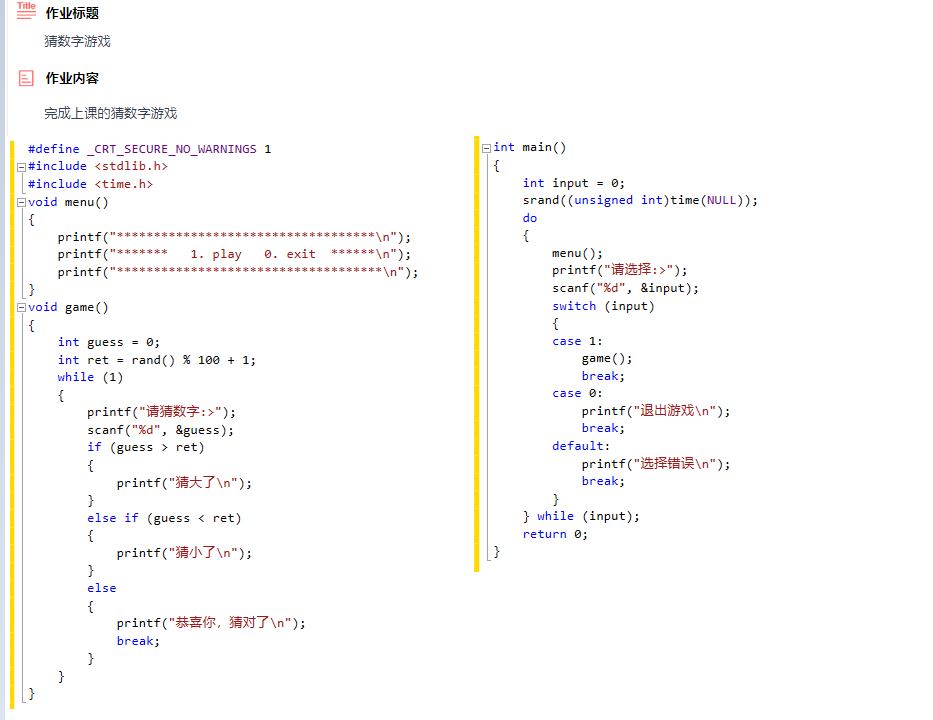 Title
作业标题
猜数字游戏
作业内容
完成上课的猜数字游戏
#define _CRT_SECURE_NO_WARNINGS 1
#include <stdlib.h>
#include <time.h>
void menu()
{
    printf("***********************************\n");
    printf("*******   1. play   0. exit  ******\n");
    printf("************************************\n");
}
void game()
{
    int guess = 0;
    int ret = rand() % 100 + 1;
    while (1)
    {
        printf("请猜数字:>");
        scanf("%d", &guess);
        if (guess > ret)
        {
            printf("猜大了\n");
        }
        else if (guess < ret)
        {
            printf("猜小了\n");
        }
        else
        {
            printf("恭喜你，猜对了\n");
            break;
        }
    }
}
int main()
{
    int input = 0;
    srand((unsigned int)time(NULL));
    do
    {
        menu();
        printf("请选择:>");
        scanf("%d", &input);
        switch (input)
        {
        case 1:
            game();
            break;
        case 0:
            printf("退出游戏\n");
            break;
        default:
            printf("选择错误\n");
            break;
        }
    } while (input);
    return 0;
}